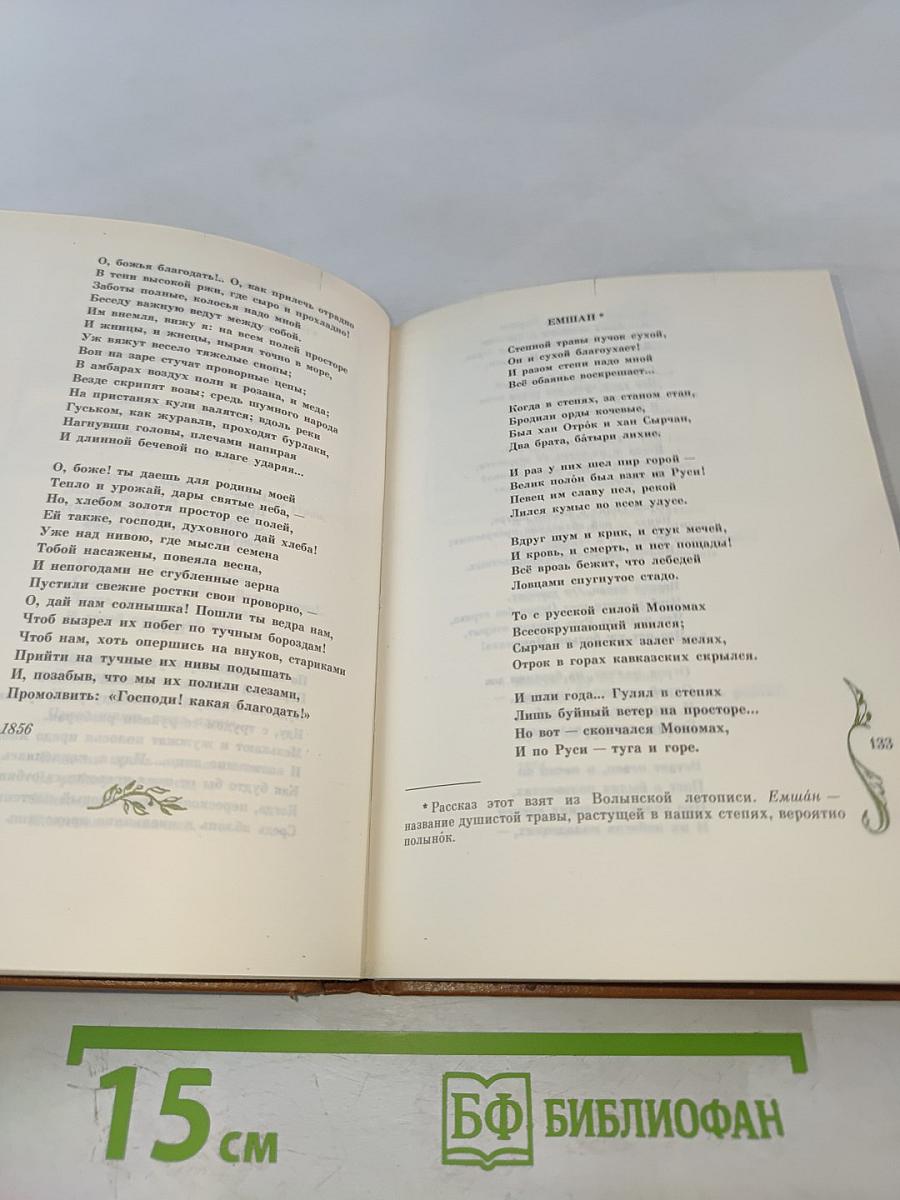 О, божья благодать!.. О, как прилечь отрадно
В тени высокой ржи, где сыро и прохладно!
Заботы полные, колосья надо мной
Беседу важную ведут между собой.
Им внемля, вижу я: на всем полей просторе
И жницы, и жнецы, ныряя точно в море,
Уж вяжут весело тяжелые снопы;
Вон на заре стучат проворные цепы;
В амбарах воздух полн и розана, и меда;
Везде скрипят возы; средь шумного народа
На пристанях кули валятся; вдоль реки
Гуськом, как журавли, проходят бурлаки,
Нагнувши головы, плечами напирая
И длинной бечевой по влаге ударяя...
О, боже! ты даешь для родины моей
Тепло и урожай, дары святые неба, —
Но, хлебом золотя простор ее полей,
Ей также, господи, духовного дай хлеба!
Уже над нивою, где мысли семена
Тобой насажены, повеяла весна,
И непогодами не сгубленные зерна
Пустили свежие ростки свои проворно, —
О, дай нам солнышка! Пошли ты ведра нам,
Чтоб вызрел их побег по тучным бороздам!
Чтоб нам, хоть опершись на внуков, стариками
Прийти на тучные их нивы подышать
И, позабыв, что мы их полили слезами,
Промолвить: «Господи! какая благодать!»
1856
ЕМШАН *
Степной травы пучок сухой,
Он и сухой благоухает!
И разом степи надо мной
Всё обаянье воскрешает...
Когда в степях, за станом стан,
Бродили орды кочевые,
Был хан Отро́к и хан Сырчан,
Два брата, ба́тыри лихие.
И раз у них шел пир горой —
Велик поло́н был взят из Руси!
Певец им славу пел, рекой
Лился кумыс во всем улусе.
Вдруг шум и крик, и стук мечей,
И кровь, и смерть, и нет пощады!
Всё врозь бежит, что лебедей
Ловцами спугнутое стадо.
То с русской силой Мономах
Всесокрушающий явился;
Сырчан в донских залег мелях,
Отрок в горах кавказских скрылся.
И шли года... Гулял в степях
Лишь буйный ветер на просторе...
Но вот — скончался Мономах,
И по Руси — туга и горе.
133
* Рассказ этот взят из Волынской летописи. Емша́н —
название душистой травы, растущей в наших степях, вероятно
полыно́к.
15 см
БФ БИБЛИОФАН